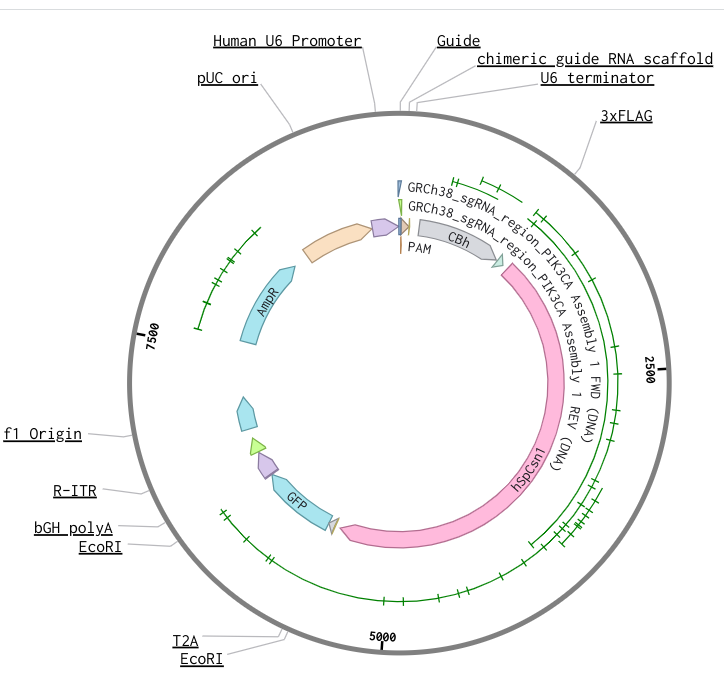 Human U6 Promoter
Guide
chimeric guide RNA scaffold
pUC ori
U6 terminator
3xFLAG
GRCh38_sgRNA_region_PIK3CA Assembly 1 FWD (DNA)
GRCh38_sgRNA_region_PIK3CA Assembly 1 REV (DNA)
CBh
PAM
AmpR
7500
2500
f1 Origin
hSpCsn1
R-ITR
GFP
bGH polyA
EcoRI
5000
T2A
EcoRI